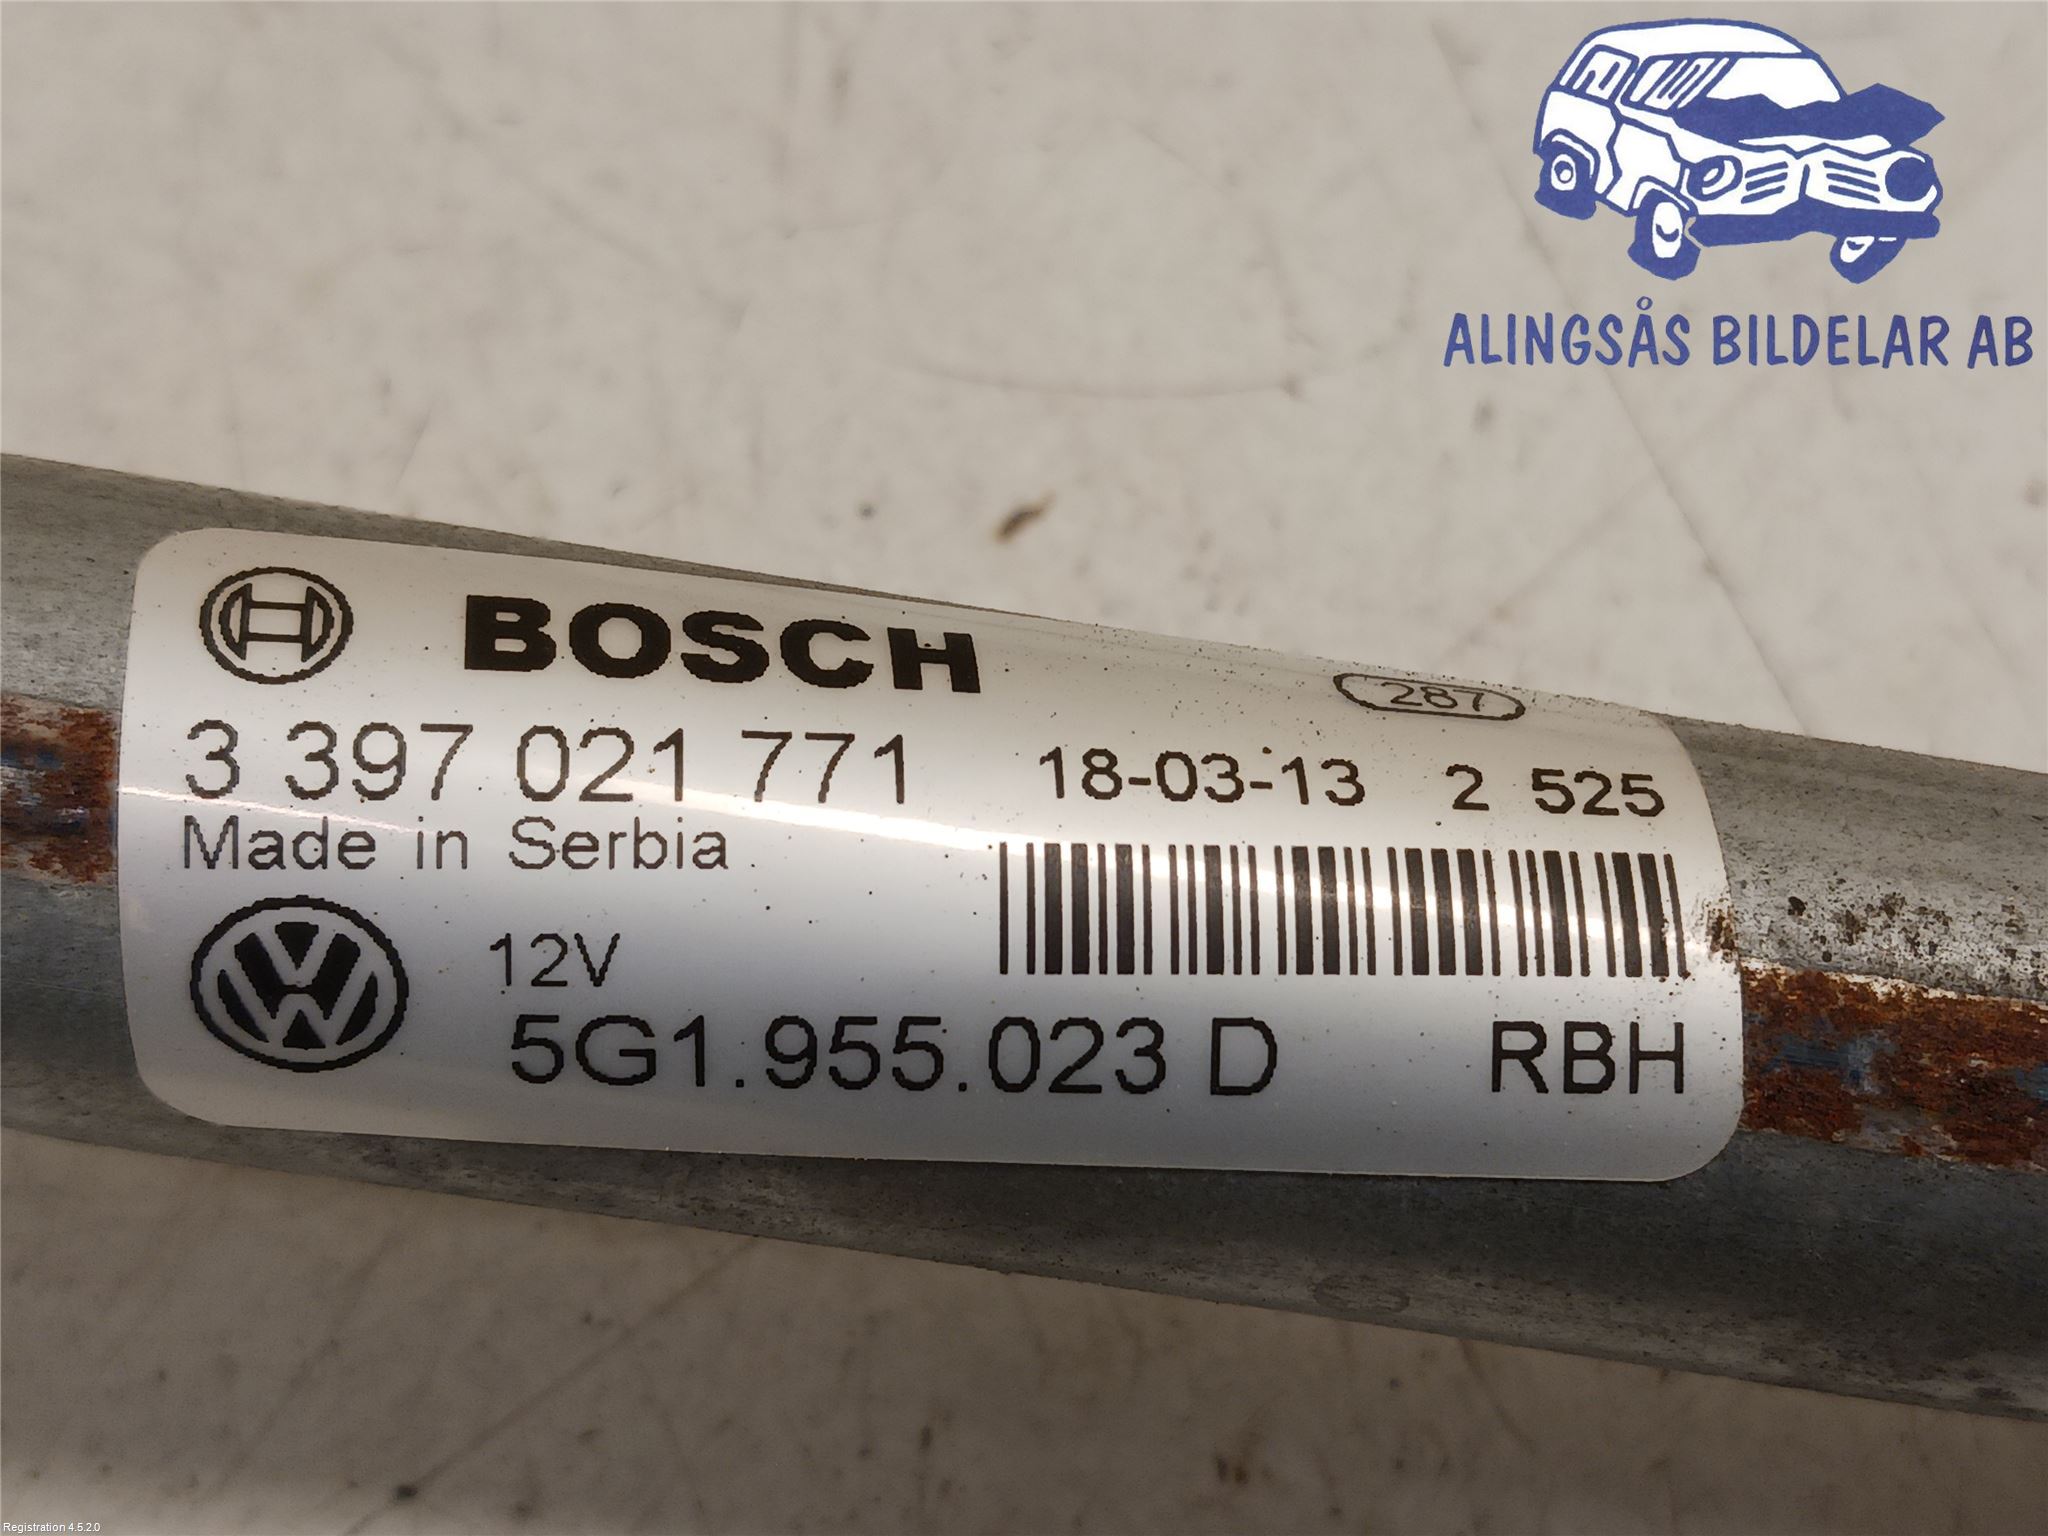 ALINGSÅS BILDELAR AB
BOSCH
287
3 397 021 771 18-03-13 2 525
Made in Serbia
12V
5G1.955.023 D RBH
Registration 4.5.2.0